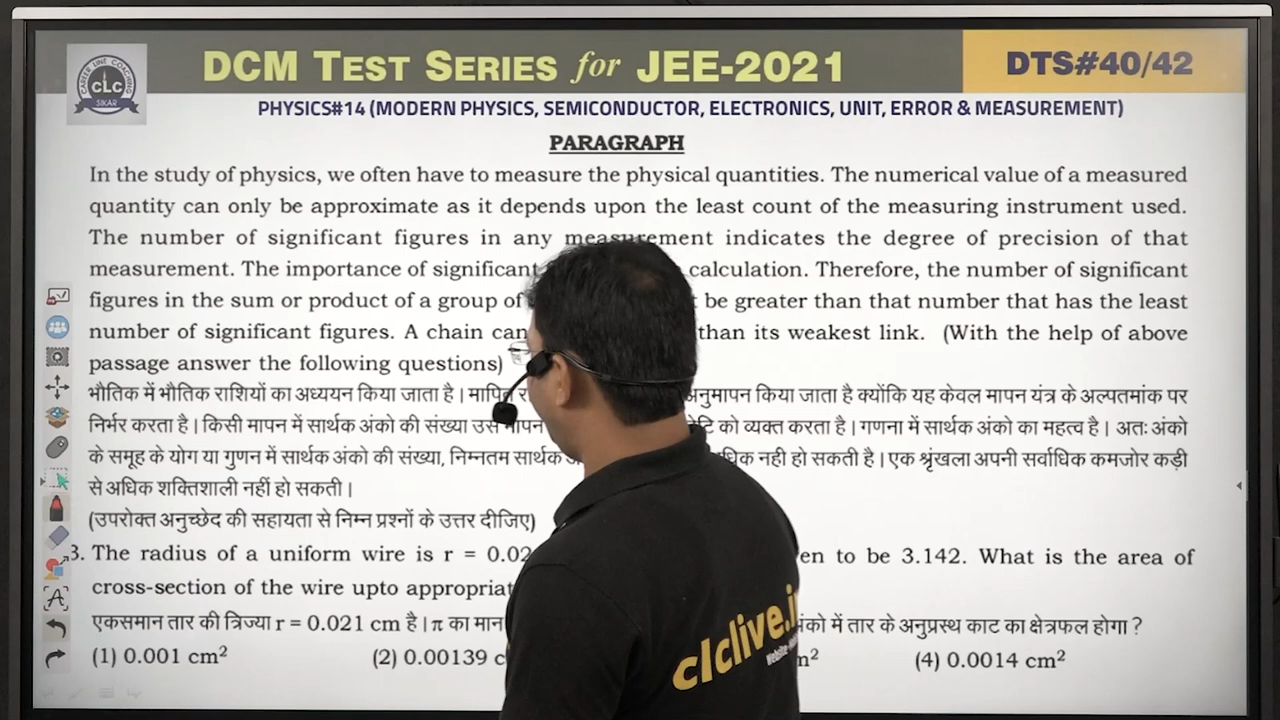 CAREER LINE COACHING
CLC
SIKAR
DCM TEST SERIES for JEE-2021
DTS#40/42
PHYSICS#14 (MODERN PHYSICS, SEMICONDUCTOR, ELECTRONICS, UNIT, ERROR & MEASUREMENT)
PARAGRAPH
In the study of physics, we often have to measure the physical quantities. The numerical value of a measured
quantity can only be approximate as it depends upon the least count of the measuring instrument used.
The number of significant figures in any measurement indicates the degree of precision of that
measurement. The importance of significant calculation. Therefore, the number of significant
figures in the sum or product of a group of be greater than that number that has the least
number of significant figures. A chain can than its weakest link. (With the help of above
passage answer the following questions)
भौतिक में भौतिक राशियों का अध्ययन किया जाता है। मापित अनुमापन किया जाता है क्योंकि यह केवल मापन यंत्र के अल्पतमांक पर
निर्भर करता है। किसी मापन में सार्थक अंको की संख्या उस मापन को व्यक्त करता है। गणना में सार्थक अंको का महत्व है। अतः अंको
के समूह के योग या गुणन में सार्थक अंको की संख्या, निम्नतम सार्थक नही हो सकती है। एक श्रृंखला अपनी सर्वाधिक कमजोर कड़ी
से अधिक शक्तिशाली नहीं हो सकती।
(उपरोक्त अनुच्छेद की सहायता से निम्न प्रश्नों के उत्तर दीजिए)
3. The radius of a uniform wire is r = 0.02 to be 3.142. What is the area of
cross-section of the wire upto
एकसमान तार की त्रिज्या r = 0.021 cm है। π का मान में तार के अनुप्रस्थ काट का क्षेत्रफल होगा?
(1) 0.001 cm² (2) 0.00139 (4) 0.0014 cm²
clclive.i